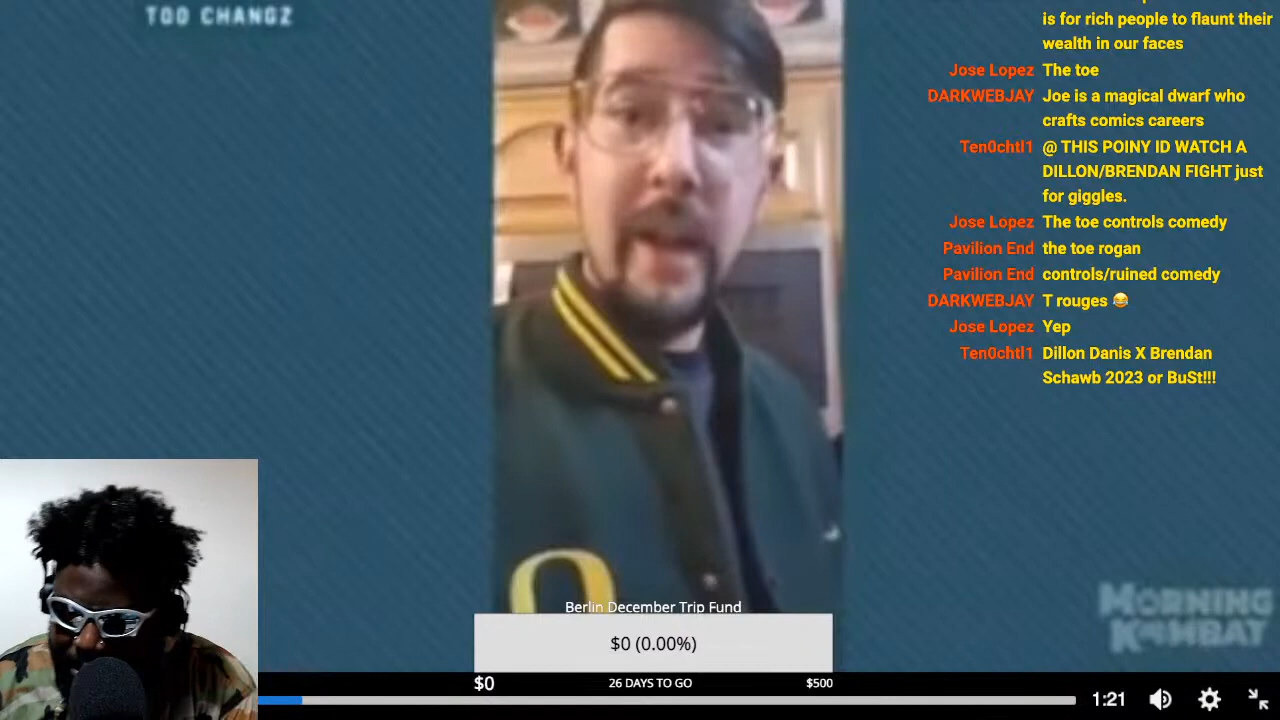 TOO CHANGZ
is for rich people to flaunt their
wealth in our faces
Jose Lopez The toe
DARKWEBJAY Joe is a magical dwarf who
crafts comics careers
Ten0chtl1 @ THIS POINY ID WATCH A
DILLON/BRENDAN FIGHT just
for giggles.
Jose Lopez The toe controls comedy
Pavilion End the toe rogan
Pavilion End controls/ruined comedy
DARKWEBJAY T rouges 😂
Jose Lopez Yep
Ten0chtl1 Dillon Danis X Brendan
Schawb 2023 or BuSt!!!
O
MORNING
KOMBAT
Berlin December Trip Fund
$0 (0.00%)
$0 26 DAYS TO GO $500
1:21